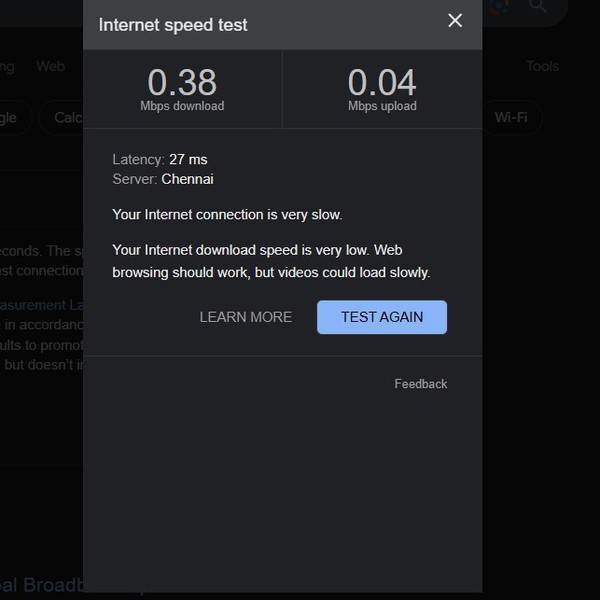 Internet speed test
ng Web Tools
0.38 0.04
Mbps download Mbps upload
gle Calc Wi-Fi
Latency: 27 ms
Server: Chennai
Your Internet connection is very slow.
Your Internet download speed is very low. Web
browsing should work, but videos could load slowly.
econds. The s
st connection
asurement La
in accordanc
ults to promo
but doesn't i
LEARN MORE TEST AGAIN
Feedback
al Broadb